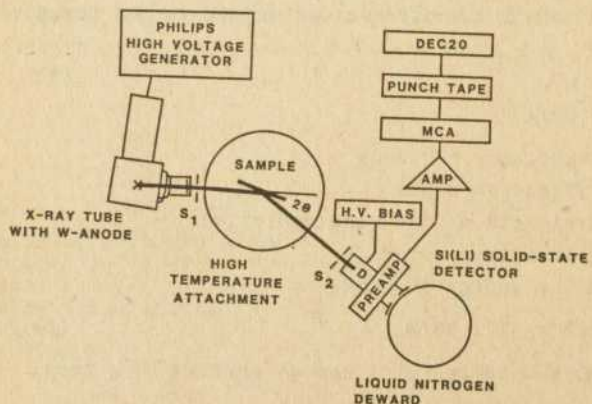 PHILIPS
HIGH VOLTAGE
GENERATOR
DEC20
PUNCH TAPE
MCA
AMP
SAMPLE
2θ
S1
X-RAY TUBE
WITH W-ANODE
H.V. BIAS
HIGH
TEMPERATURE
ATTACHMENT
S2
D
PREAMP
SI(LI) SOLID-STATE
DETECTOR
LIQUID NITROGEN
DEWARD